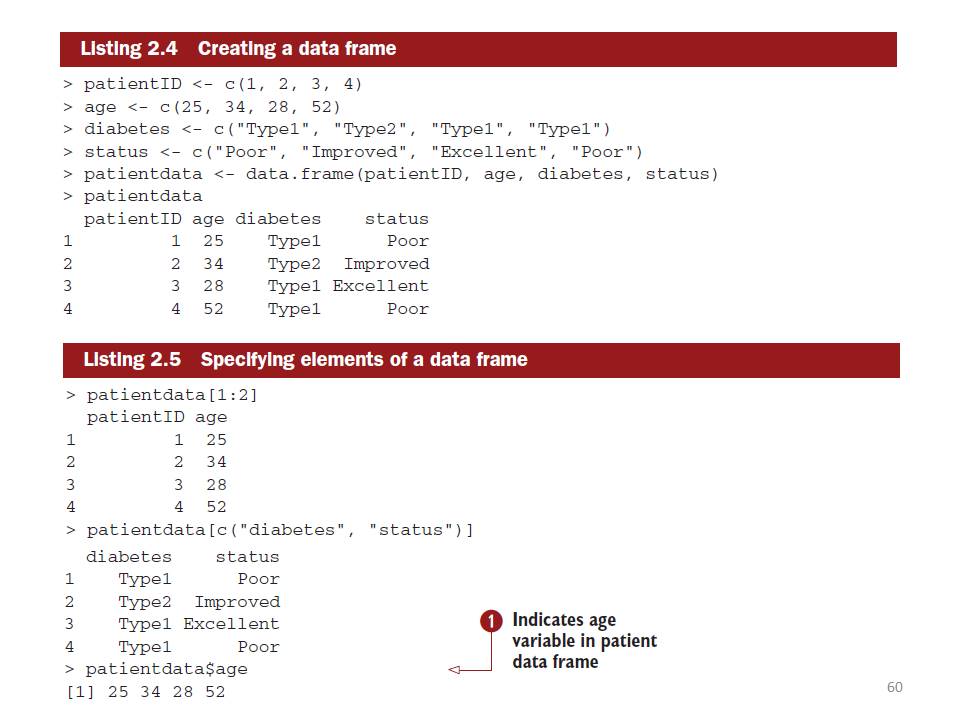 Listing 2.4 Creating a data frame
> patientID <- c(1, 2, 3, 4)
> age <- c(25, 34, 28, 52)
> diabetes <- c("Type1", "Type2", "Type1", "Type1")
> status <- c("Poor", "Improved", "Excellent", "Poor")
> patientdata <- data.frame(patientID, age, diabetes, status)
> patientdata
  patientID age diabetes    status
1         1  25    Type1      Poor
2         2  34    Type2  Improved
3         3  28    Type1 Excellent
4         4  52    Type1      Poor
Listing 2.5 Specifying elements of a data frame
> patientdata[1:2]
  patientID age
1         1  25
2         2  34
3         3  28
4         4  52
> patientdata[c("diabetes", "status")]
  diabetes    status
1    Type1      Poor
2    Type2  Improved
3    Type1 Excellent
4    Type1      Poor
> patientdata$age
[1] 25 34 28 52
1 Indicates age
variable in patient
data frame
60